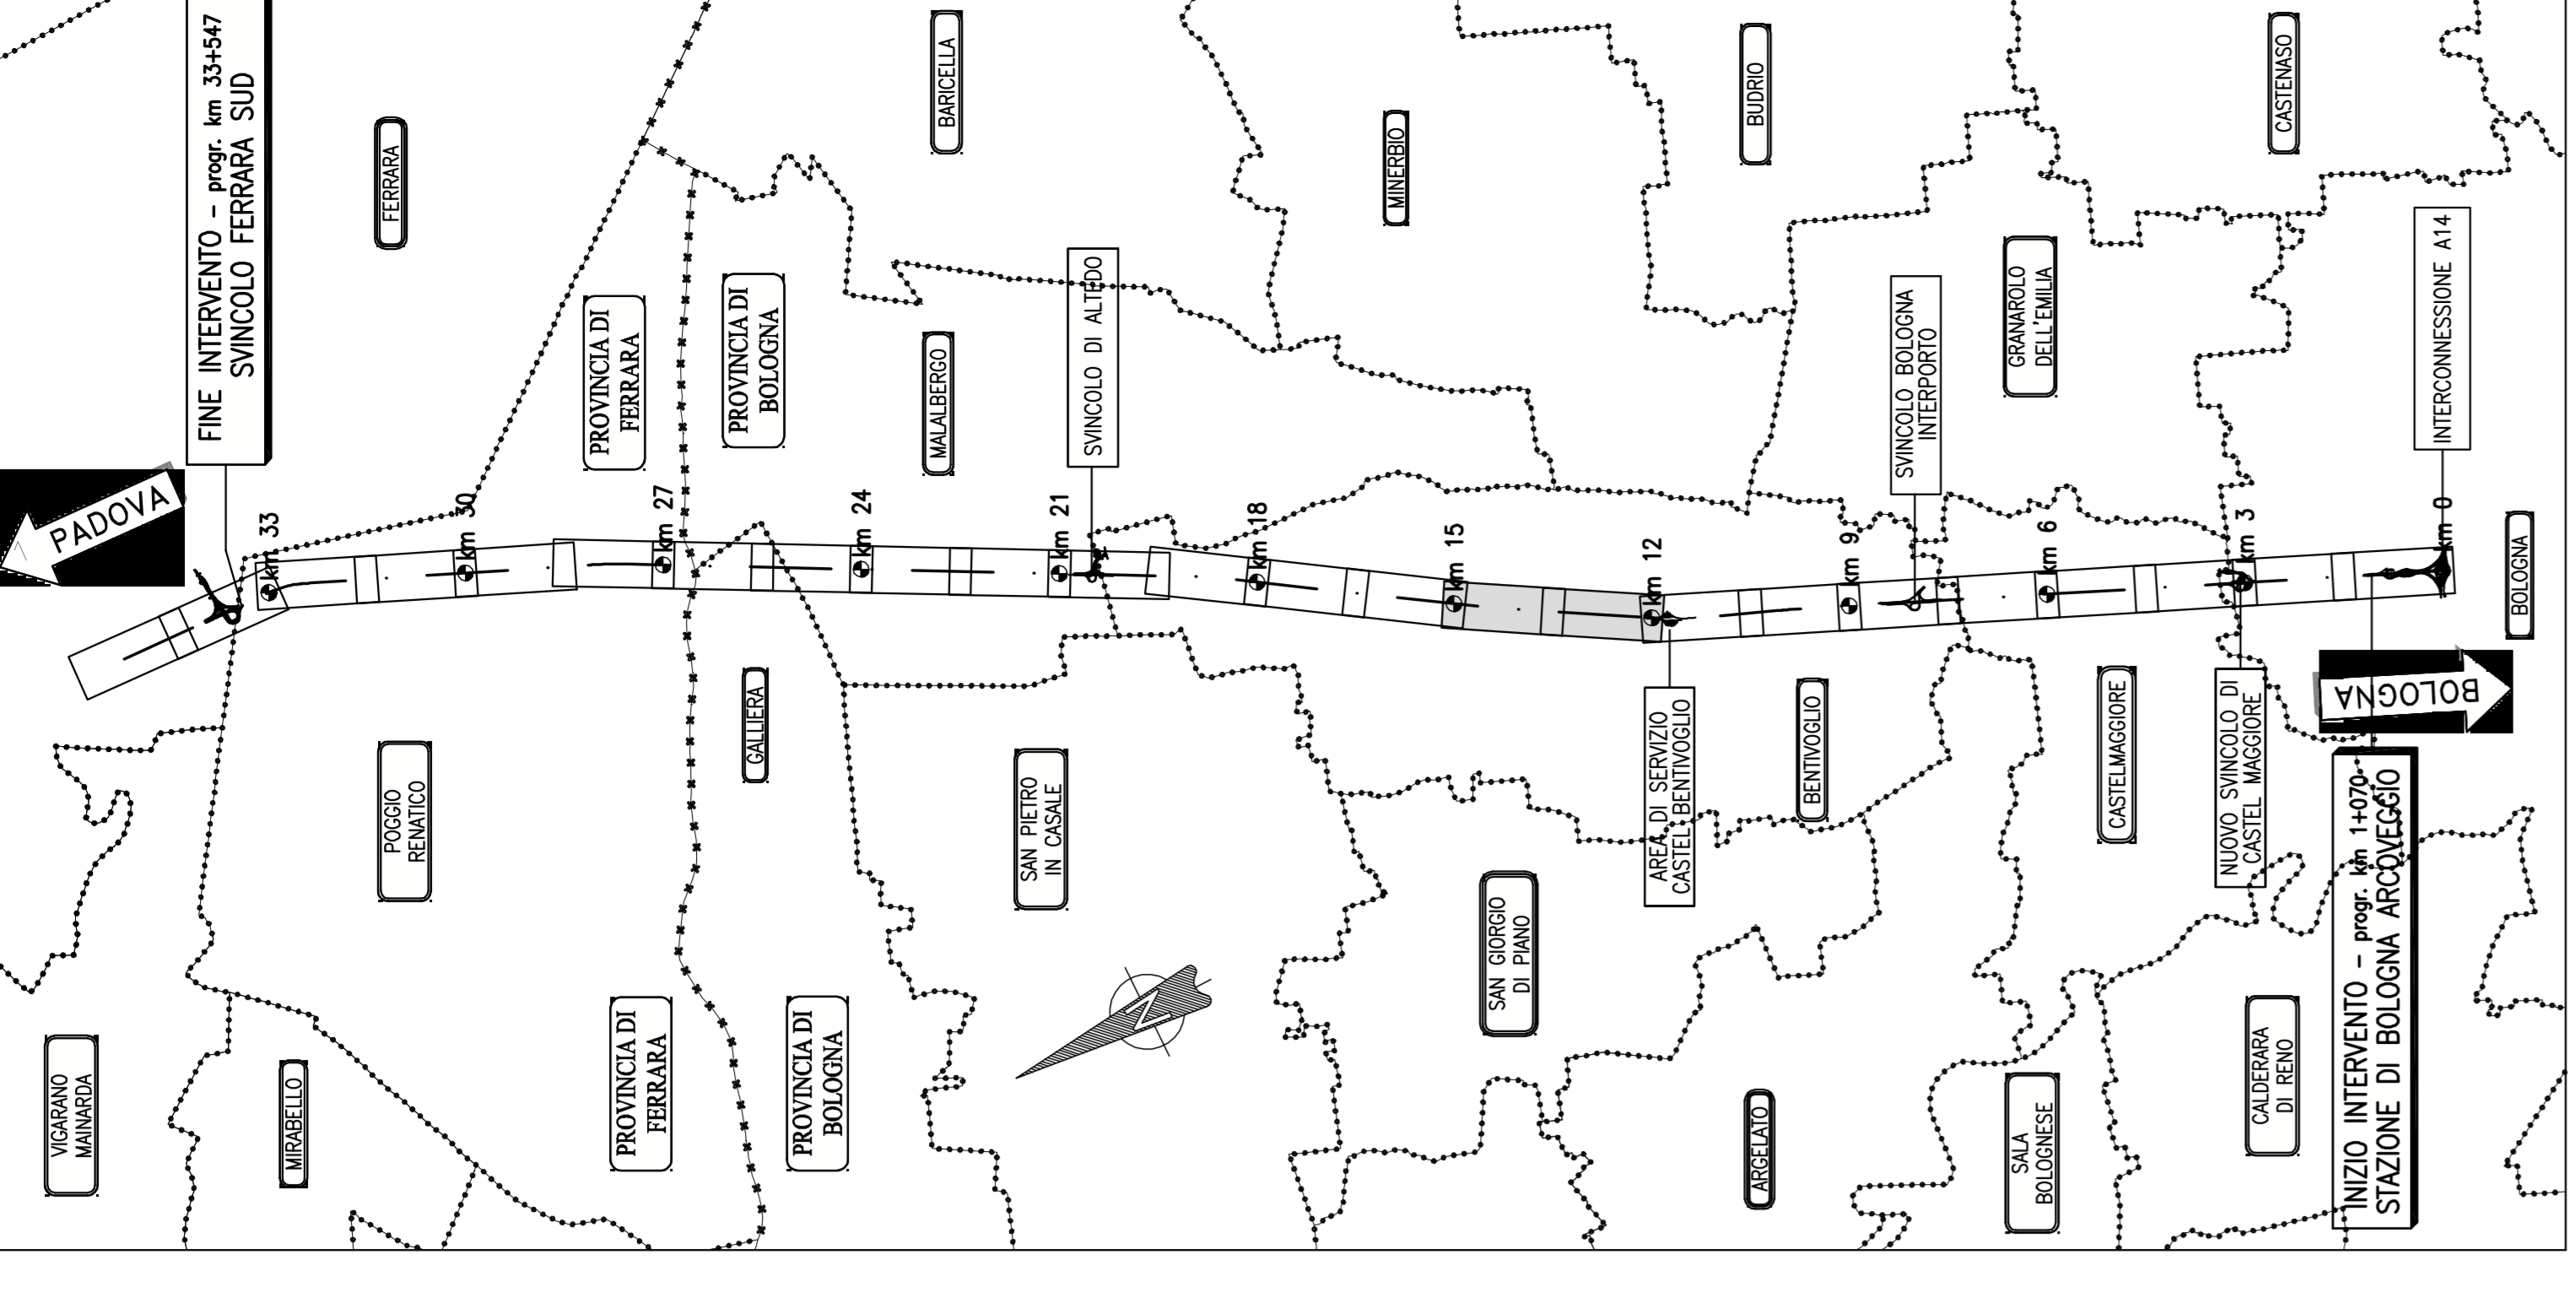 PADOVA
FINE INTERVENTO - progr. km 33+547
SVINCOLO FERRARA SUD
FERRARA
PROVINCIA DI
FERRARA
PROVINCIA DI
BOLOGNA
BARICELLA
MALALBERGO
SVINCOLO DI ALTEDO
MINERBIO
BUDRIO
SVINCOLO BOLOGNA
INTERPORTO
GRANAROLO
DELL'EMILIA
CASTENASO
INTERCONNESSIONE A14
km 33
km 30
km 27
km 24
km 21
km 18
km 15
km 12
km 9
km 6
km 3
km 0
BOLOGNA
BOLOGNA
VIGARANO
MAINARDA
MIRABELLO
POGGIO
RENATICO
PROVINCIA DI
FERRARA
GALLIERA
PROVINCIA DI
BOLOGNA
SAN PIETRO
IN CASALE
N
SAN GIORGIO
DI PIANO
AREA DI SERVIZIO
CASTEL BENTIVOGLIO
BENTIVOGLIO
ARGELATO
SALA
BOLOGNESE
CASTELMAGGIORE
NUOVO SVINCOLO DI
CASTEL MAGGIORE
CALDERARA
DI RENO
INIZIO INTERVENTO - progr. km 1+070
STAZIONE DI BOLOGNA ARCOVEGGIO